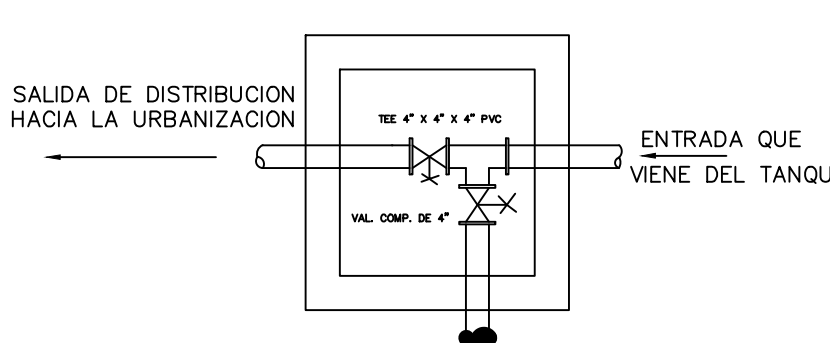 SALIDA DE DISTRIBUCION
HACIA LA URBANIZACION
TEE 4" X 4" X 4" PVC
ENTRADA QUE
VIENE DEL TANQU
VAL. COMP. DE 4"